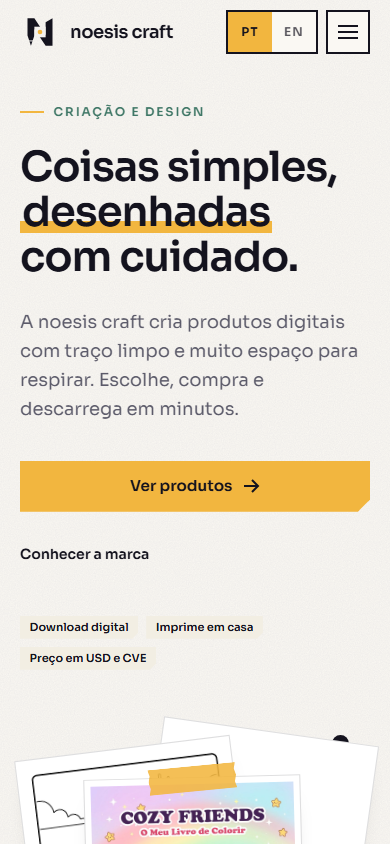 noesis craft
PT EN
CRIAÇÃO E DESIGN
Coisas simples,
desenhadas
com cuidado.
A noesis craft cria produtos digitais
com traço limpo e muito espaço para
respirar. Escolhe, compra e
descarrega em minutos.
Ver produtos →
Conhecer a marca
Download digital
Imprime em casa
Preço em USD e CVE
COZY FRIENDS
O Meu Livro de Colorir